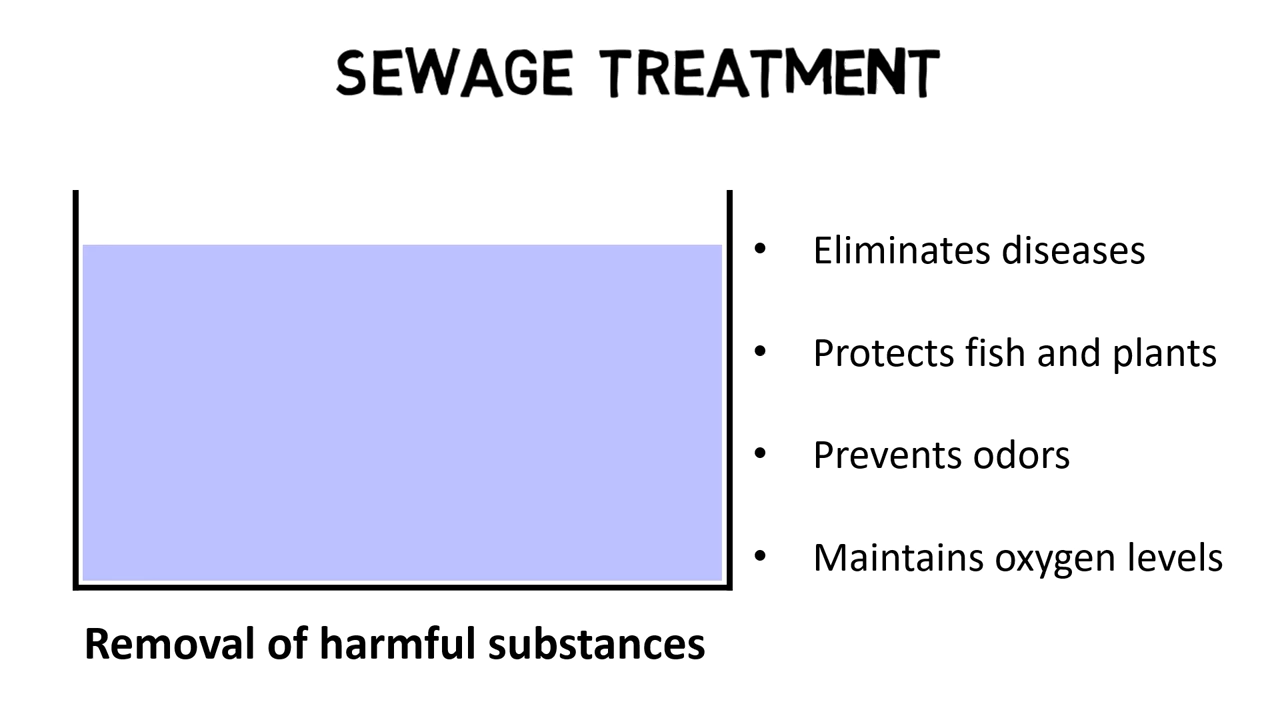 SEWAGE TREATMENT
• Eliminates diseases
• Protects fish and plants
• Prevents odors
• Maintains oxygen levels
Removal of harmful substances